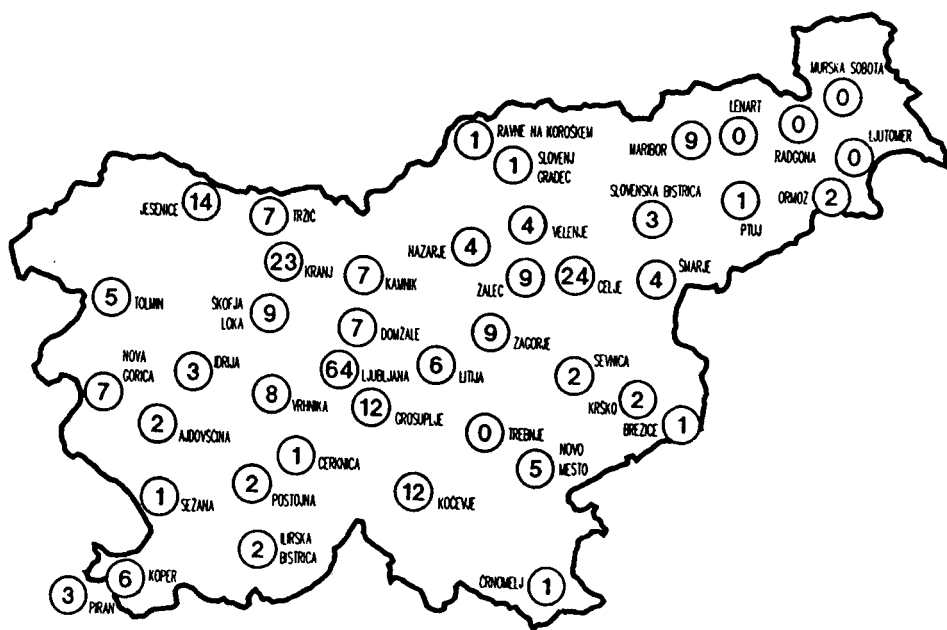 MURSKA SOBOTA
0
LENART
0
0
RADGONA
LJUTOMER
0
1
RAVNE NA KOROŠKEM
MARIBOR
9
1
SLOVENJ
GRADEC
SLOVENSKA BISTRICA
3
1
PTUJ
ORMOŽ
2
JESENICE
14
7
TRŽIČ
4
VELENJE
NAZARJE
4
23
KRANJ
7
KAMNIK
ŽALEC
9
24
CELJE
4
ŠMARJE
5
TOLMIN
ŠKOFJA
LOKA
9
7
DOMŽALE
9
ZAGORJE
NOVA
GORICA
7
3
IDRIJA
64
LJUBLJANA
6
LITIJA
2
SEVNICA
8
VRHNIKA
12
GROSUPLJE
KRŠKO
2
BREŽICE
1
2
AJDOVŠČINA
0
TREBNJE
1
CERKNICA
NOVO
MESTO
5
1
SEŽANA
2
POSTOJNA
12
KOČEVJE
2
ILIRSKA
BISTRICA
6
KOPER
3
PIRAN
ČRNOMELJ
1